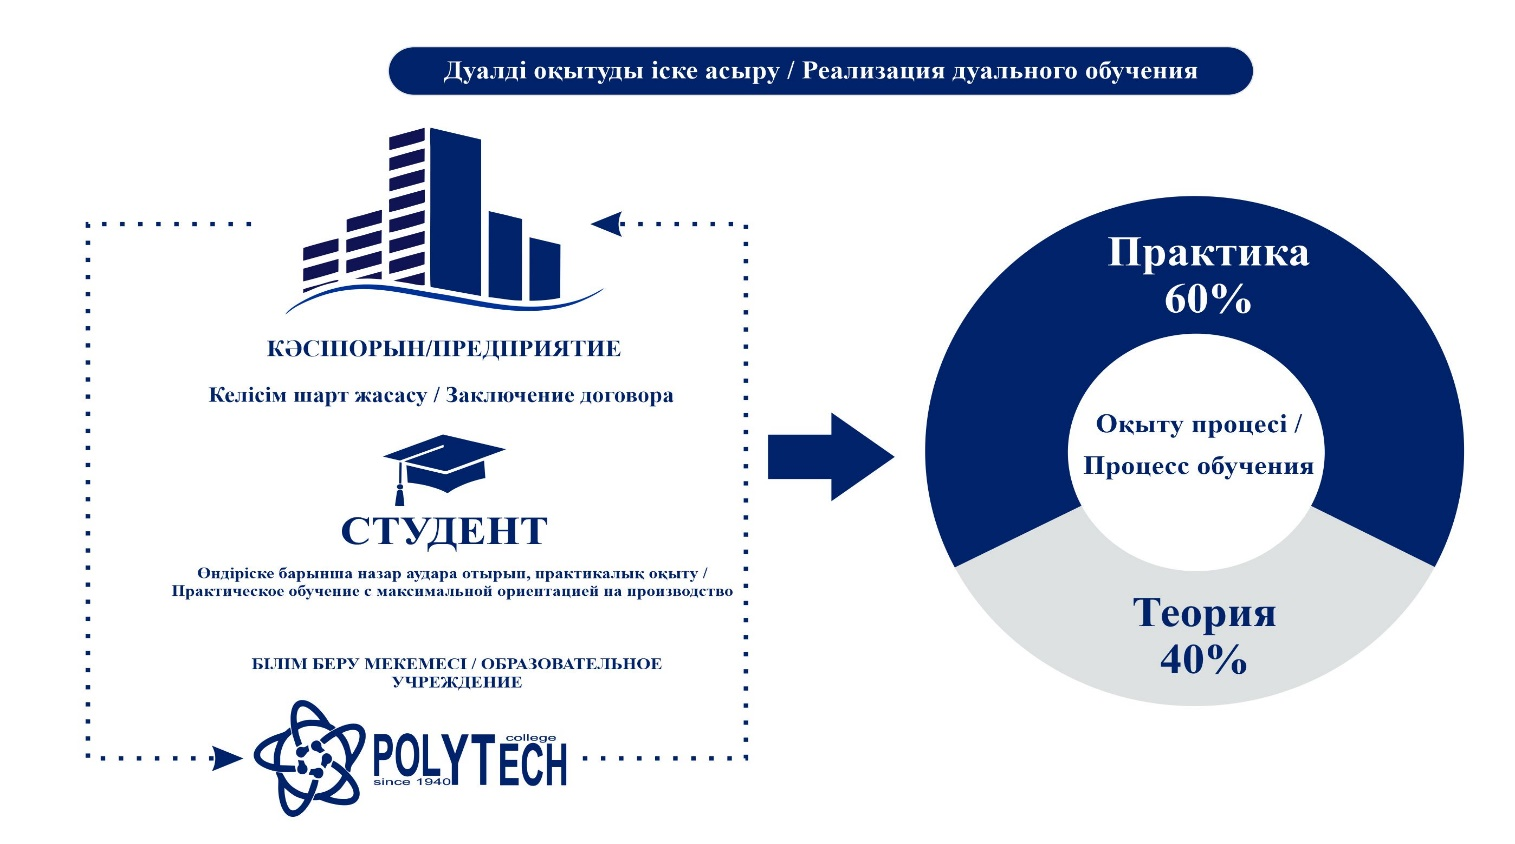 Дуалді оқытуды іске асыру / Реализация дуального обучения
КӘСІПОРЫН/ПРЕДПРИЯТИЕ
Келісім шарт жасасу / Заключение договора
СТУДЕНТ
Өндіріске барынша назар аудара отырып, практикалық оқыту /
Практическое обучение с максимальной ориентацией на производство
БІЛІМ БЕРУ МЕКЕМЕСІ / ОБРАЗОВАТЕЛЬНОЕ
УЧРЕЖДЕНИЕ
POLYTECH
college
since 1940
Практика
60%
Оқыту процесі /
Процесс обучения
Теория
40%